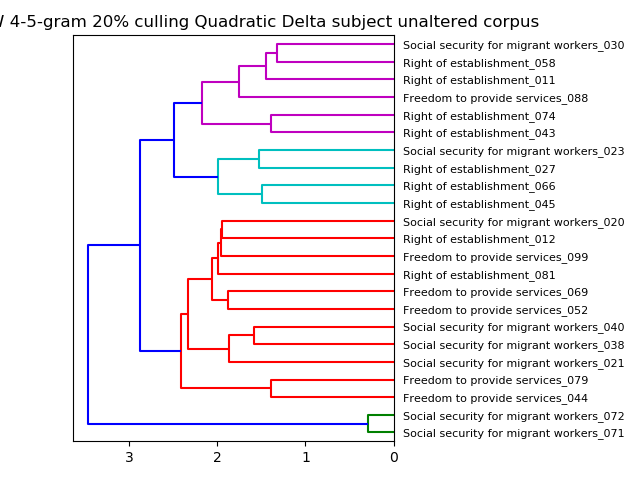 4-5-gram 20% culling Quadratic Delta subject unaltered corpus
Social security for migrant workers_030
Right of establishment_058
Right of establishment_011
Freedom to provide services_088
Right of establishment_074
Right of establishment_043
Social security for migrant workers_023
Right of establishment_027
Right of establishment_066
Right of establishment_045
Social security for migrant workers_020
Right of establishment_012
Freedom to provide services_099
Right of establishment_081
Freedom to provide services_069
Freedom to provide services_052
Social security for migrant workers_040
Social security for migrant workers_038
Social security for migrant workers_021
Freedom to provide services_079
Freedom to provide services_044
Social security for migrant workers_072
Social security for migrant workers_071
3 2 1 0